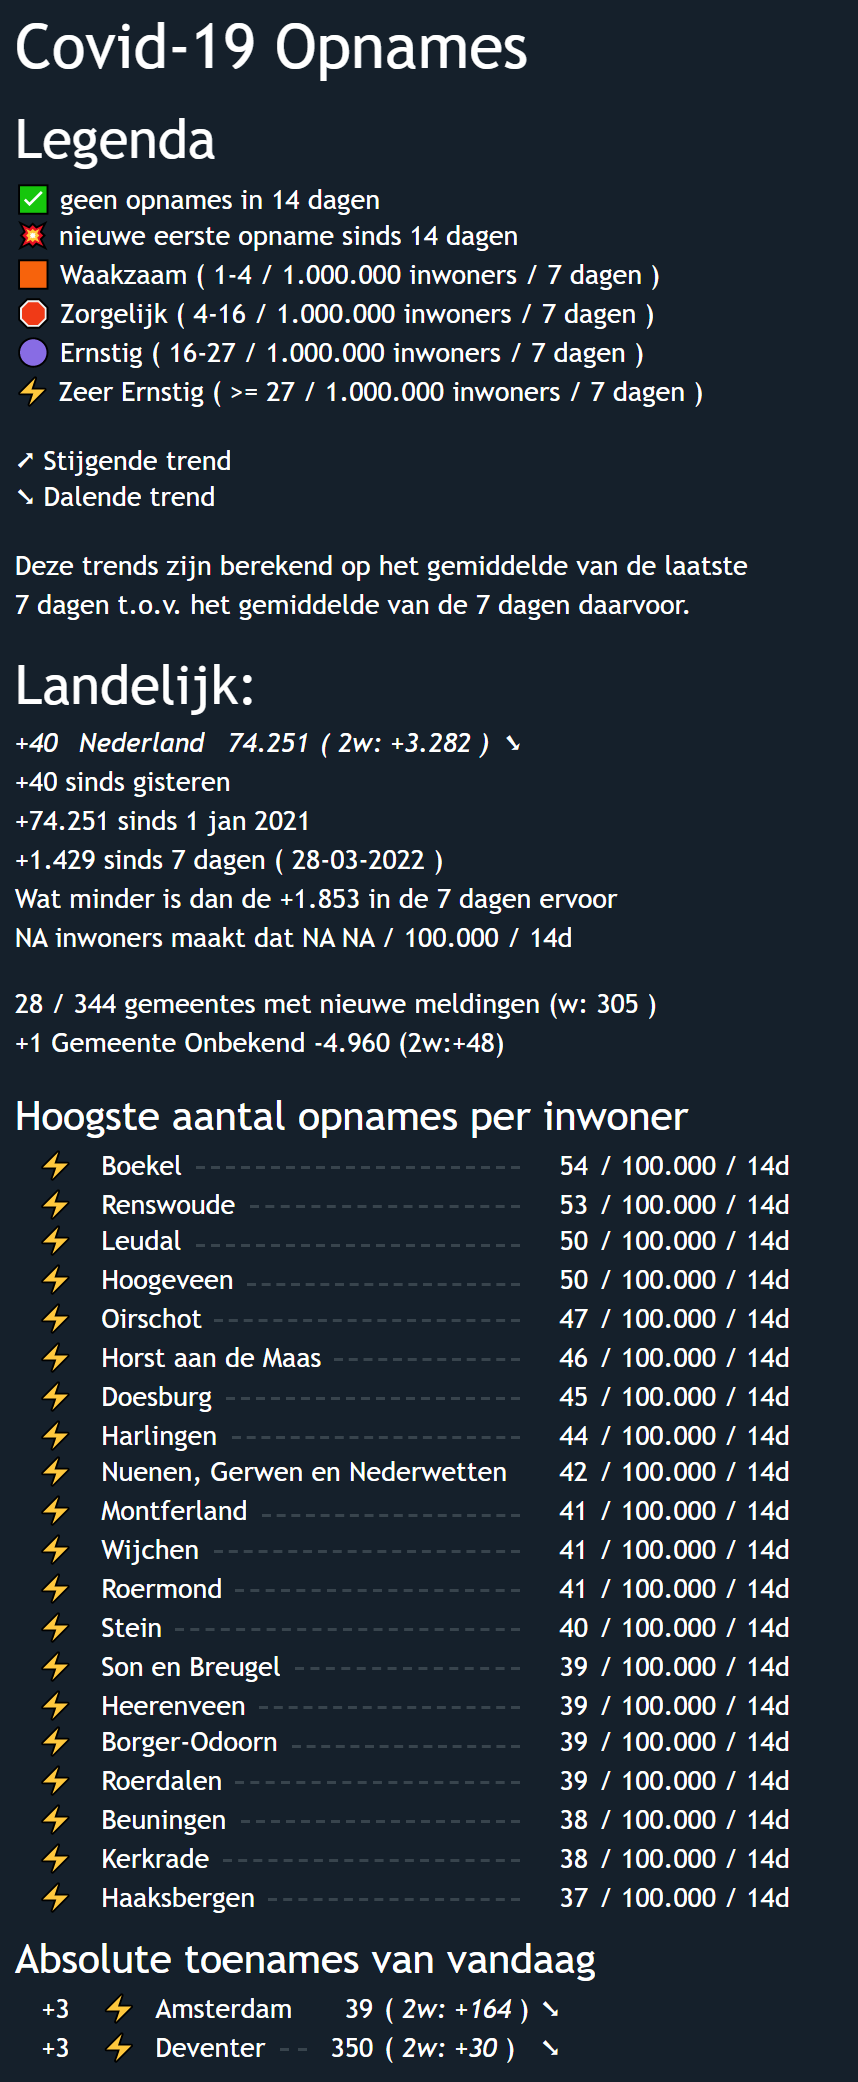 Covid-19 Opnames
Legenda
✅ geen opnames in 14 dagen
💥 nieuwe eerste opname sinds 14 dagen
🟧 Waakzaam ( 1-4 / 1.000.000 inwoners / 7 dagen )
🛑 Zorgelijk ( 4-16 / 1.000.000 inwoners / 7 dagen )
🟣 Ernstig ( 16-27 / 1.000.000 inwoners / 7 dagen )
⚡ Zeer Ernstig ( >= 27 / 1.000.000 inwoners / 7 dagen )
➚ Stijgende trend
➘ Dalende trend
Deze trends zijn berekend op het gemiddelde van de laatste
7 dagen t.o.v. het gemiddelde van de 7 dagen daarvoor.
Landelijk:
+40 Nederland 74.251 ( 2w: +3.282 ) ➘
+40 sinds gisteren
+74.251 sinds 1 jan 2021
+1.429 sinds 7 dagen ( 28-03-2022 )
Wat minder is dan de +1.853 in de 7 dagen ervoor
NA inwoners maakt dat NA NA / 100.000 / 14d
28 / 344 gemeentes met nieuwe meldingen (w: 305 )
+1 Gemeente Onbekend -4.960 (2w:+48)
Hoogste aantal opnames per inwoner
⚡ Boekel 54 / 100.000 / 14d
⚡ Renswoude 53 / 100.000 / 14d
⚡ Leudal 50 / 100.000 / 14d
⚡ Hoogeveen 50 / 100.000 / 14d
⚡ Oirschot 47 / 100.000 / 14d
⚡ Horst aan de Maas 46 / 100.000 / 14d
⚡ Doesburg 45 / 100.000 / 14d
⚡ Harlingen 44 / 100.000 / 14d
⚡ Nuenen, Gerwen en Nederwetten 42 / 100.000 / 14d
⚡ Montferland 41 / 100.000 / 14d
⚡ Wijchen 41 / 100.000 / 14d
⚡ Roermond 41 / 100.000 / 14d
⚡ Stein 40 / 100.000 / 14d
⚡ Son en Breugel 39 / 100.000 / 14d
⚡ Heerenveen 39 / 100.000 / 14d
⚡ Borger-Odoorn 39 / 100.000 / 14d
⚡ Roerdalen 39 / 100.000 / 14d
⚡ Beuningen 38 / 100.000 / 14d
⚡ Kerkrade 38 / 100.000 / 14d
⚡ Haaksbergen 37 / 100.000 / 14d
Absolute toenames van vandaag
+3 ⚡ Amsterdam 39 ( 2w: +164 ) ➘
+3 ⚡ Deventer 350 ( 2w: +30 ) ➘